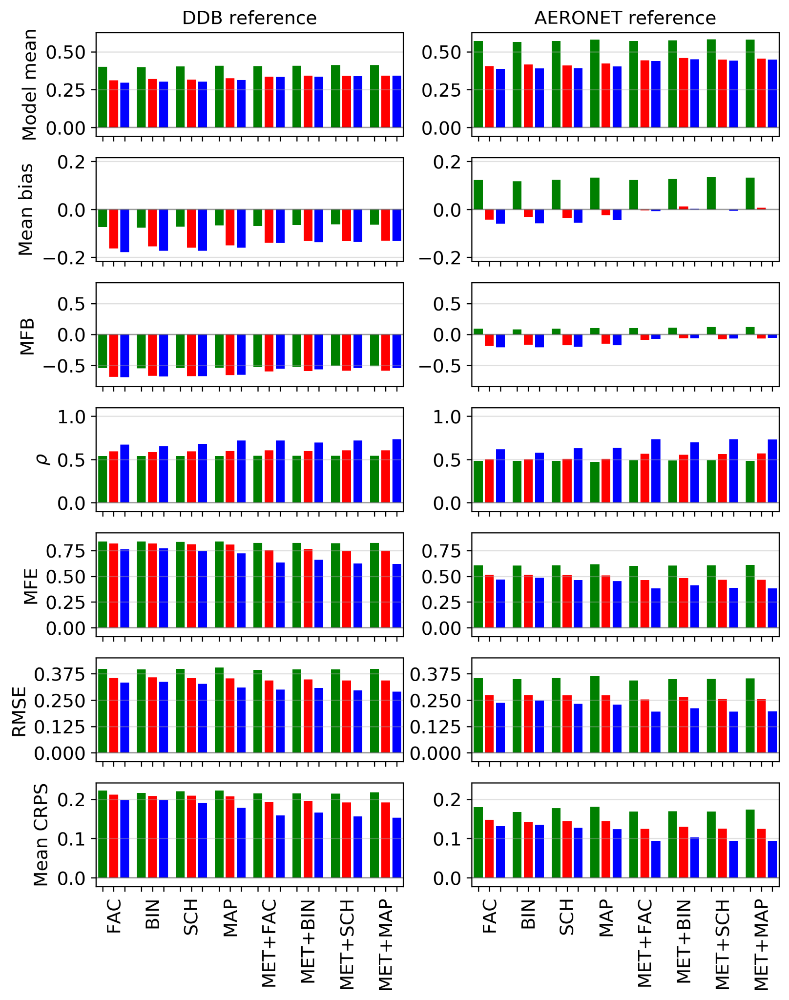 DDB reference
AERONET reference
Model mean
0.50
0.25
0.00
0.50
0.25
0.00
Mean bias
0.2
0.0
−0.2
0.2
0.0
−0.2
MFB
0.5
0.0
−0.5
0.5
0.0
−0.5
ρ
1.0
0.5
0.0
1.0
0.5
0.0
MFE
0.75
0.50
0.25
0.00
0.75
0.50
0.25
0.00
RMSE
0.375
0.250
0.125
0.000
0.375
0.250
0.125
0.000
Mean CRPS
0.2
0.1
0.0
0.2
0.1
0.0
FAC
BIN
SCH
MAP
MET+FAC
MET+BIN
MET+SCH
MET+MAP
FAC
BIN
SCH
MAP
MET+FAC
MET+BIN
MET+SCH
MET+MAP